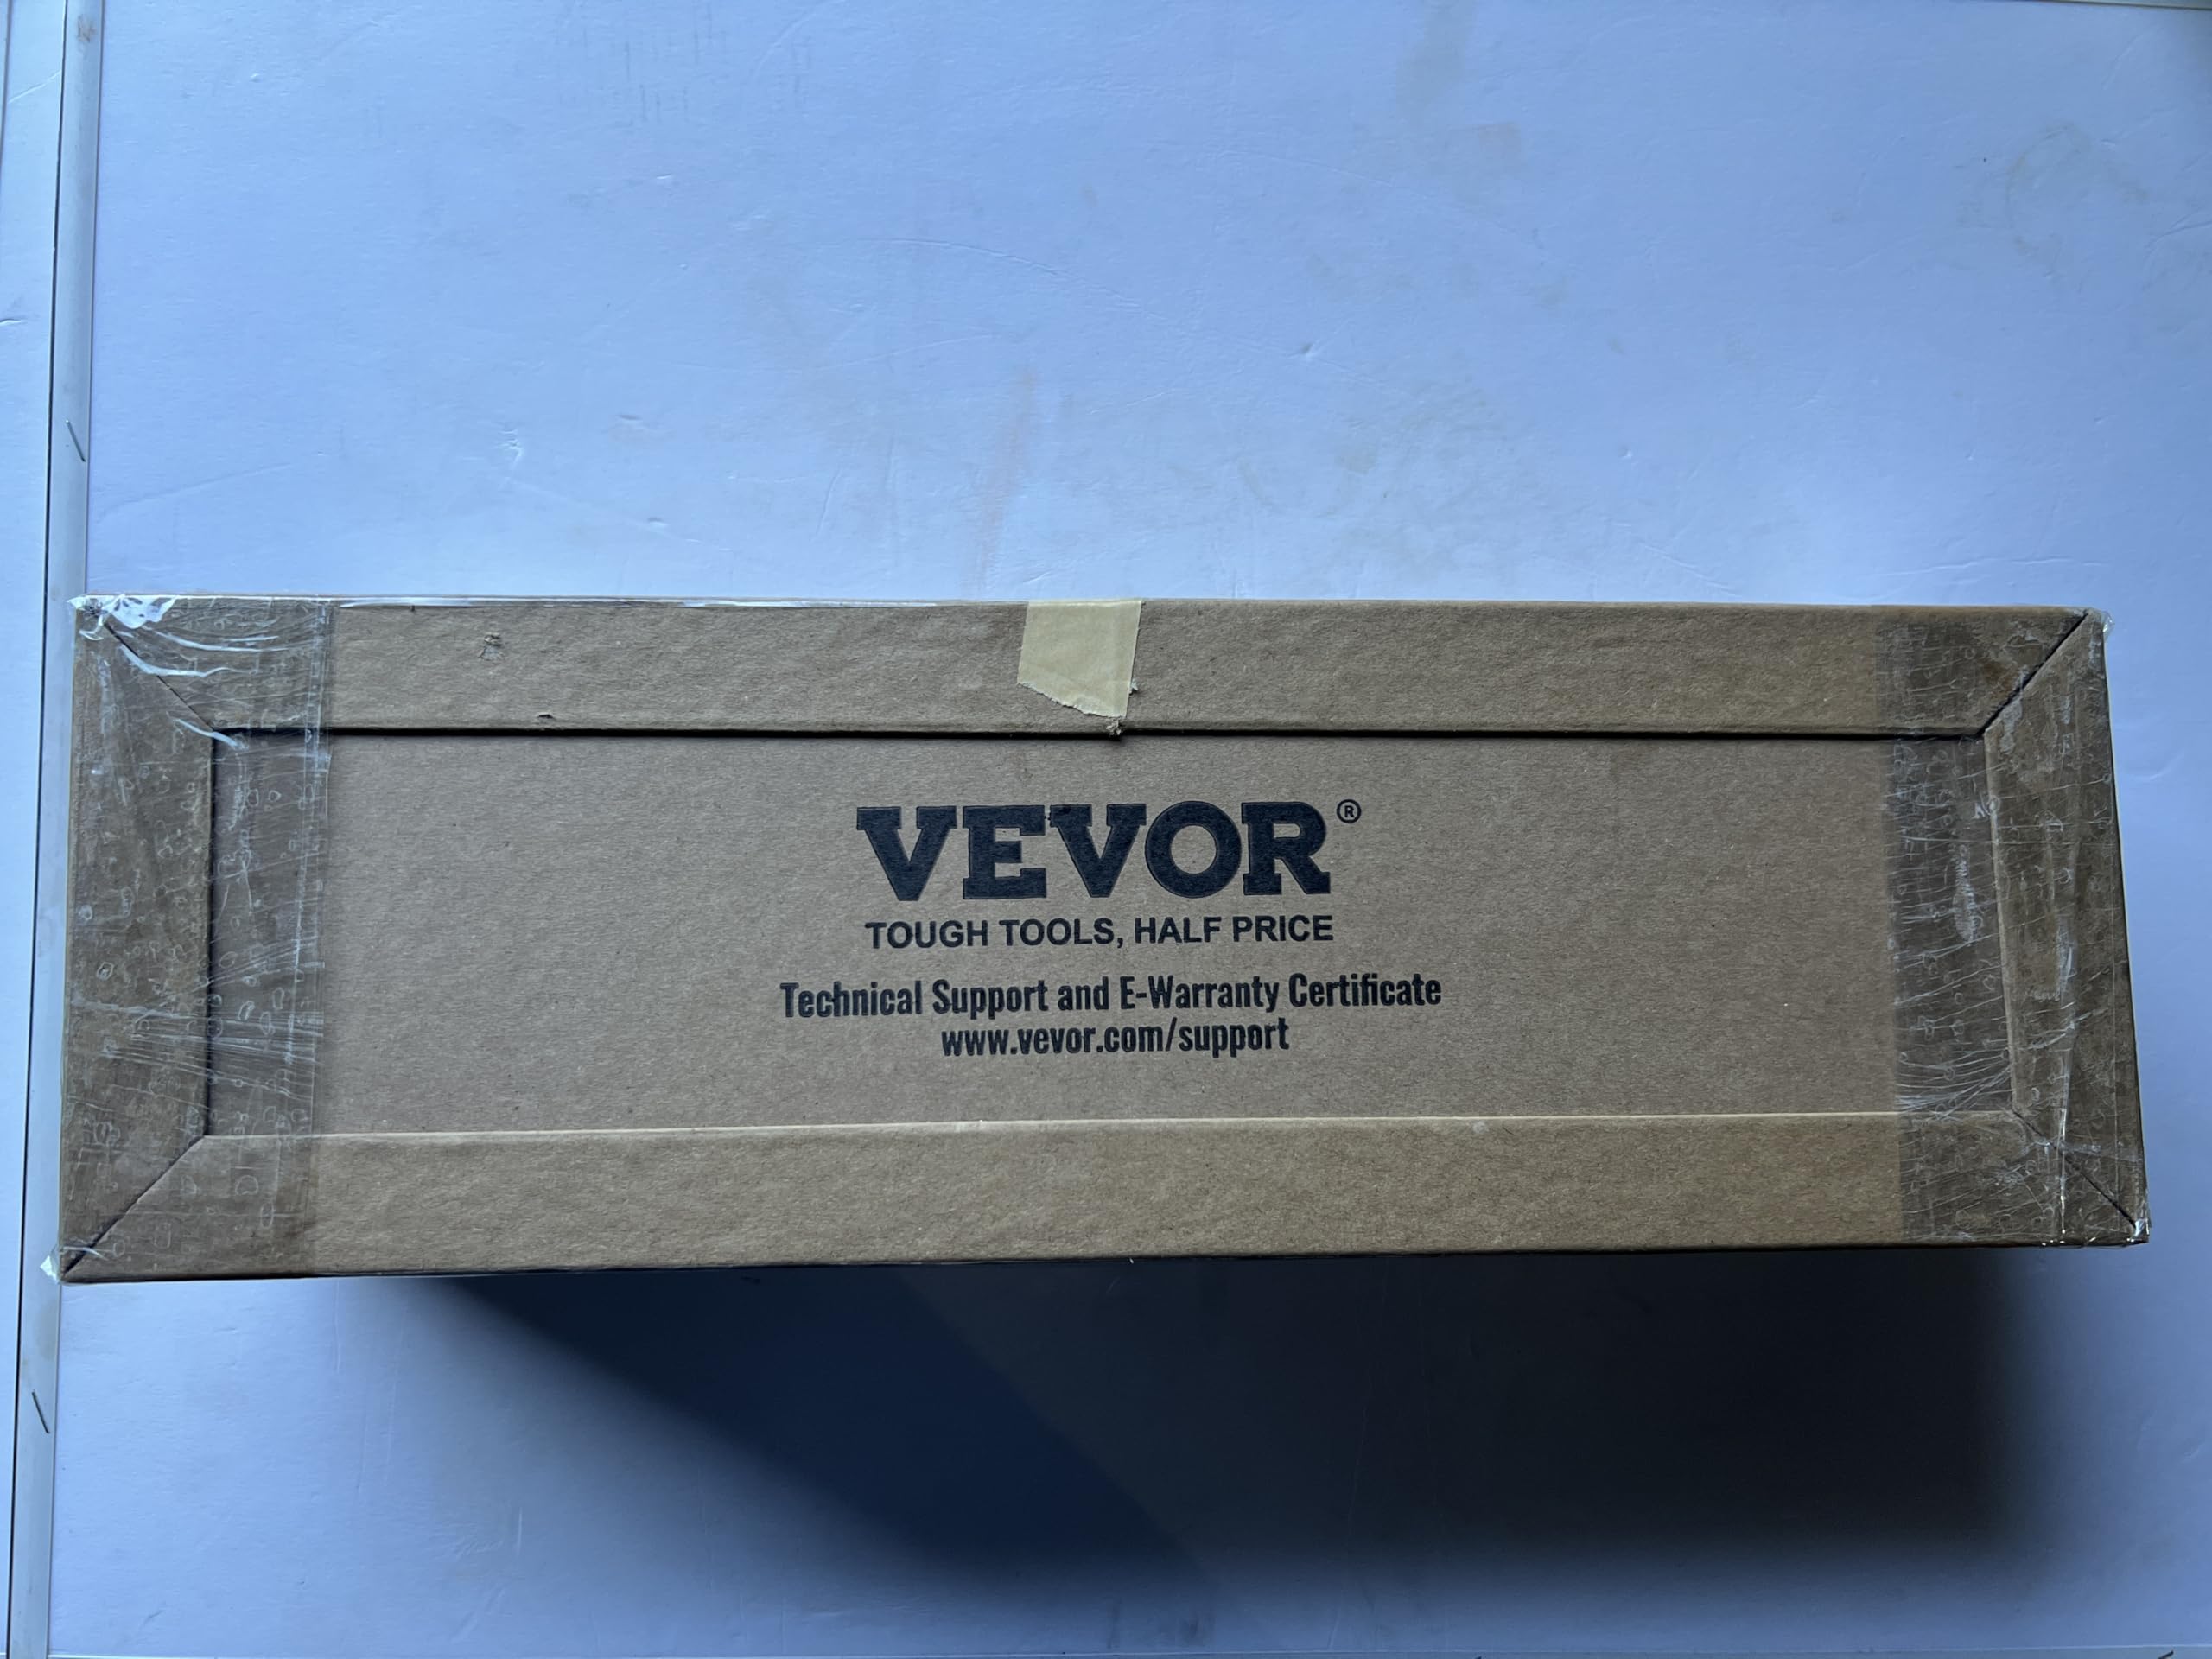 VEVOR®
TOUGH TOOLS, HALF PRICE
Technical Support and E-Warranty Certificate
www.vevor.com/support